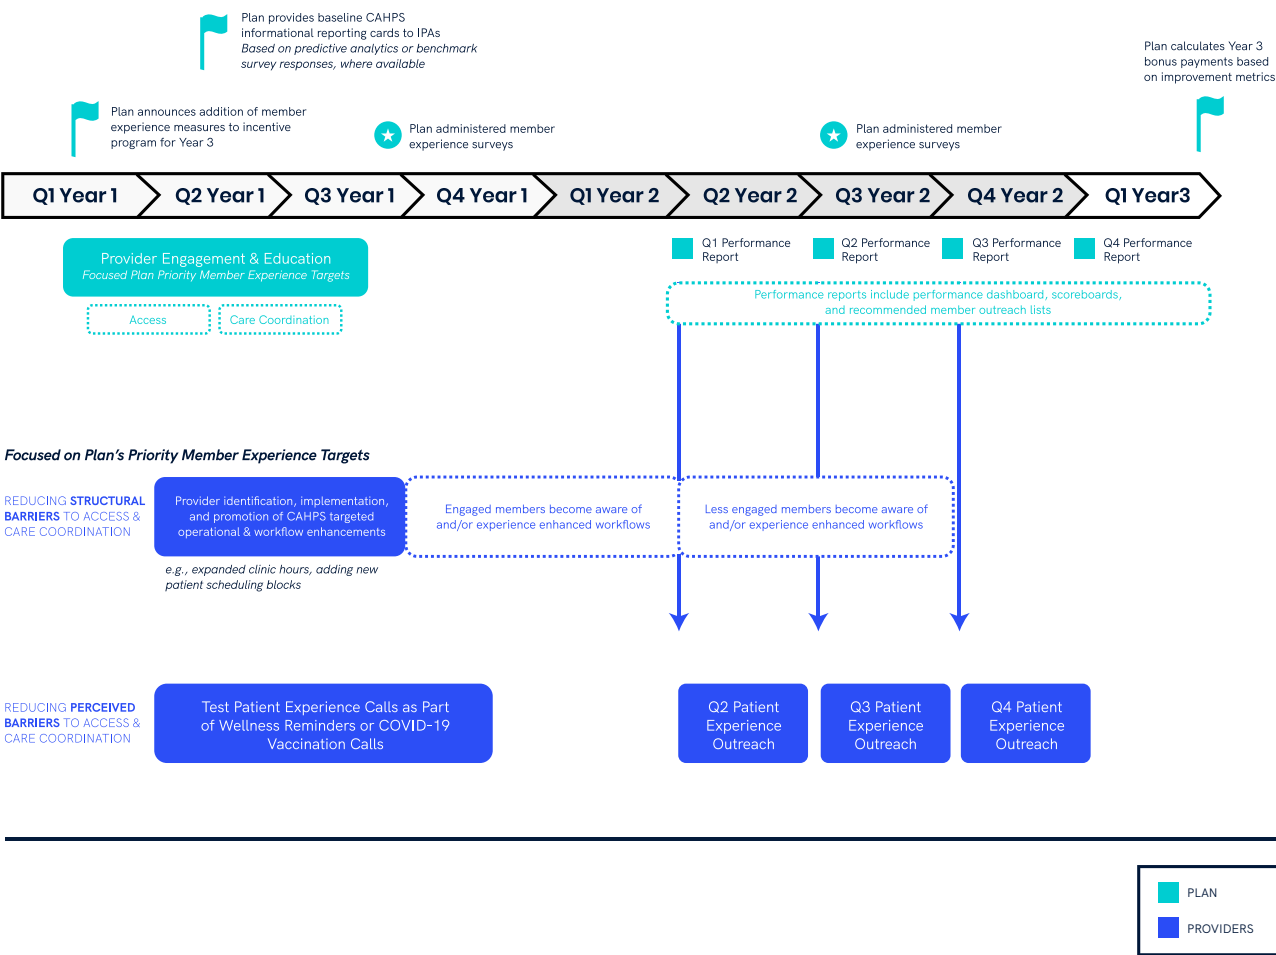 Plan provides baseline CAHPS
informational reporting cards to IPAs
Based on predictive analytics or benchmark
survey responses, where available
Plan calculates Year 3
bonus payments based
on improvement metrics
Plan announces addition of member
experience measures to incentive
program for Year 3
Plan administered member
experience surveys
Plan administered member
experience surveys
Q1 Year 1
Q2 Year 1
Q3 Year 1
Q4 Year 1
Q1 Year 2
Q2 Year 2
Q3 Year 2
Q4 Year 2
Q1 Year3
Provider Engagement & Education
Focused Plan Priority Member Experience Targets
Access
Care Coordination
Q1 Performance
Report
Q2 Performance
Report
Q3 Performance
Report
Q4 Performance
Report
Performance reports include performance dashboard, scoreboards,
and recommended member outreach lists
Focused on Plan's Priority Member Experience Targets
REDUCING STRUCTURAL
BARRIERS TO ACCESS &
CARE COORDINATION
Provider identification, implementation,
and promotion of CAHPS targeted
operational & workflow enhancements
Engaged members become aware of
and/or experience enhanced workflows
Less engaged members become aware of
and/or experience enhanced workflows
e.g., expanded clinic hours, adding new
patient scheduling blocks
REDUCING PERCEIVED
BARRIERS TO ACCESS &
CARE COORDINATION
Test Patient Experience Calls as Part
of Wellness Reminders or COVID-19
Vaccination Calls
Q2 Patient
Experience
Outreach
Q3 Patient
Experience
Outreach
Q4 Patient
Experience
Outreach
PLAN
PROVIDERS